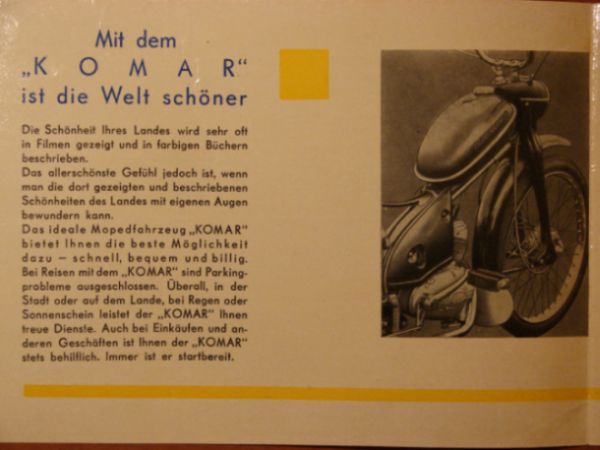 Mit dem
„KOMAR“
ist die Welt schöner
Die Schönheit Ihres Landes wird sehr oft
in Filmen gezeigt und in farbigen Büchern
beschrieben.
Das allerschönste Gefühl jedoch ist, wenn
man die dort gezeigten und beschriebenen
Schönheiten des Landes mit eigenen Augen
bewundern kann.
Das ideale Mopedfahrzeug „KOMAR“
bietet Ihnen die beste Möglichkeit
dazu – schnell, bequem und billig.
Bei Reisen mit dem „KOMAR“ sind Parking-
probleme ausgeschlossen. Überall, in der
Stadt oder auf dem Lande, bei Regen oder
Sonnenschein leistet der „KOMAR“ Ihnen
treue Dienste. Auch bei Einkäufen und an-
deren Geschäften ist Ihnen der „KOMAR“
stets behilflich. Immer ist er startbereit.